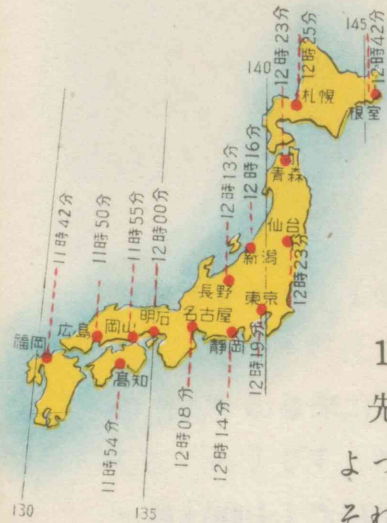 145
140
12時23分
12時25分
12時42分
札幌
根室
12時13分
12時16分
青森
11時42分
11時50分
11時55分
12時00分
仙台
新潟
12時23分
長野
東京
福岡
広島
岡山
明石
名古屋
静岡
12時19分
高知
11時54分
12時08分
12時14分
130
135
1
先
よっ
それ